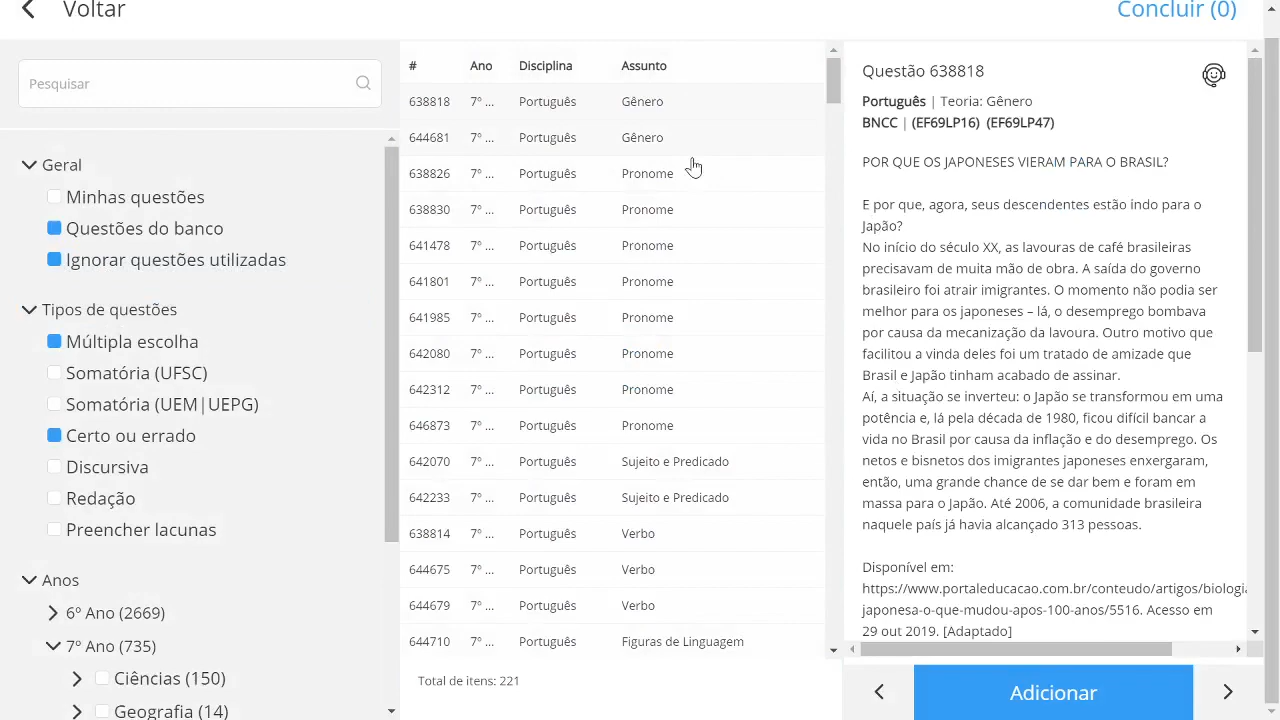 Voltar
Concluir (0)
Pesquisar
Geral
Minhas questões
Questões do banco
Ignorar questões utilizadas
Tipos de questões
Múltipla escolha
Somatória (UFSC)
Somatória (UEM|UEPG)
Certo ou errado
Discursiva
Redação
Preencher lacunas
Anos
6º Ano (2669)
7º Ano (735)
Ciências (150)
Geografia (14)
# Ano Disciplina Assunto
638818 7º ... Português Gênero
644681 7º ... Português Gênero
638826 7º ... Português Pronome
638830 7º ... Português Pronome
641478 7º ... Português Pronome
641801 7º ... Português Pronome
641985 7º ... Português Pronome
642080 7º ... Português Pronome
642312 7º ... Português Pronome
646873 7º ... Português Pronome
642070 7º ... Português Sujeito e Predicado
642233 7º ... Português Sujeito e Predicado
638814 7º ... Português Verbo
644675 7º ... Português Verbo
644679 7º ... Português Verbo
644710 7º ... Português Figuras de Linguagem
Total de itens: 221
Questão 638818
Português | Teoria: Gênero
BNCC | (EF69LP16) (EF69LP47)
POR QUE OS JAPONESES VIERAM PARA O BRASIL?
E por que, agora, seus descendentes estão indo para o
Japão?
No início do século XX, as lavouras de café brasileiras
precisavam de muita mão de obra. A saída do governo
brasileiro foi atrair imigrantes. O momento não podia ser
melhor para os japoneses – lá, o desemprego bombava
por causa da mecanização da lavoura. Outro motivo que
facilitou a vinda deles foi um tratado de amizade que
Brasil e Japão tinham acabado de assinar.
Aí, a situação se inverteu: o Japão se transformou em uma
potência e, lá pela década de 1980, ficou difícil bancar a
vida no Brasil por causa da inflação e do desemprego. Os
netos e bisnetos dos imigrantes japoneses enxergaram,
então, uma grande chance de se dar bem e foram em
massa para o Japão. Até 2006, a comunidade brasileira
naquele país já havia alcançado 313 pessoas.
Disponível em:
https://www.portaleducacao.com.br/conteudo/artigos/biologia
japonesa-o-que-mudou-apos-100-anos/5516. Acesso em
29 out 2019. [Adaptado]
Adicionar